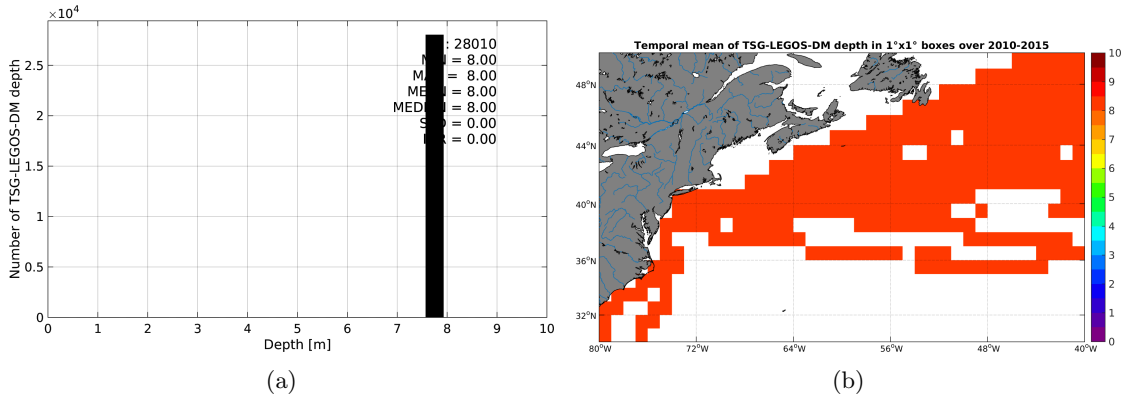 ×10⁴
2.5
2
1.5
1
0.5
0
Number of TSG-LEGOS-DM depth
: 28010
= 8.00
= 8.00
= 8.00
= 8.00
= 0.00
= 0.00
0 1 2 3 4 5 6 7 8 9 10
Depth [m]
(a)
Temporal mean of TSG-LEGOS-DM depth in 1°x1° boxes over 2010-2015
48°N
44°N
40°N
36°N
32°N
80°W 72°W 64°W 56°W 48°W 40°W
10
9
8
7
6
5
4
3
2
1
0
(b)